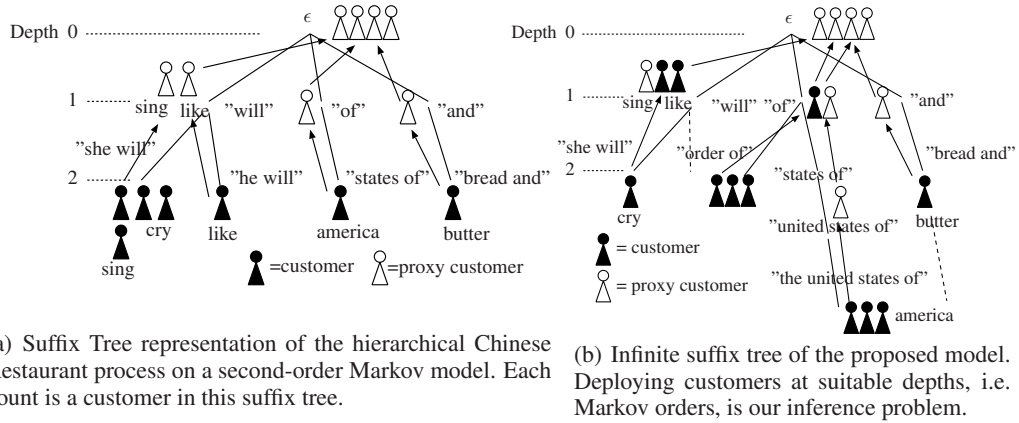 Depth 0
ϵ
1
sing
like
”will”
”of”
”and”
”she will”
2
”he will”
”states of”
”bread and”
cry
like
america
butter
sing
=customer
=proxy customer
a) Suffix Tree representation of the hierarchical Chinese
estaurant process on a second-order Markov model. Each
ount is a customer in this suffix tree.
Depth 0
ϵ
1
sing
like
”will”
”of”
”and”
”she will”
”order of”
”bread and”
2
”states of”
cry
butter
”united states of”
= customer
= proxy customer
”the united states of”
america
(b) Infinite suffix tree of the proposed model.
Deploying customers at suitable depths, i.e.
Markov orders, is our inference problem.